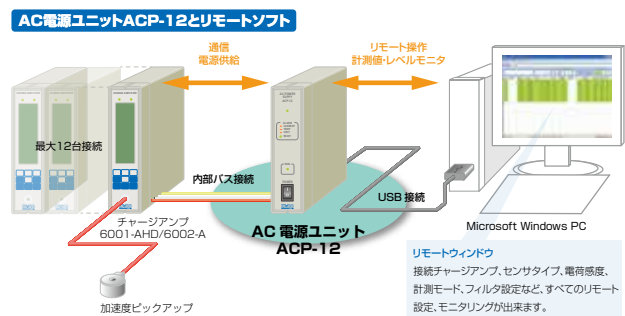 AC電源ユニットACP-12とリモートソフト
通信
電源供給
リモート操作
計測値・レベルモニタ
最大12台接続
内部バス接続
USB 接続
チャージアンプ
6001-AHD/6002-A
AC 電源ユニット
ACP-12
Microsoft Windows PC
加速度ピックアップ
リモートウィンドウ
接続チャージアンプ、センサタイプ、電荷感度、
計測モード、フィルタ設定など、すべてのリモート
設定、モニタリングが出来ます。